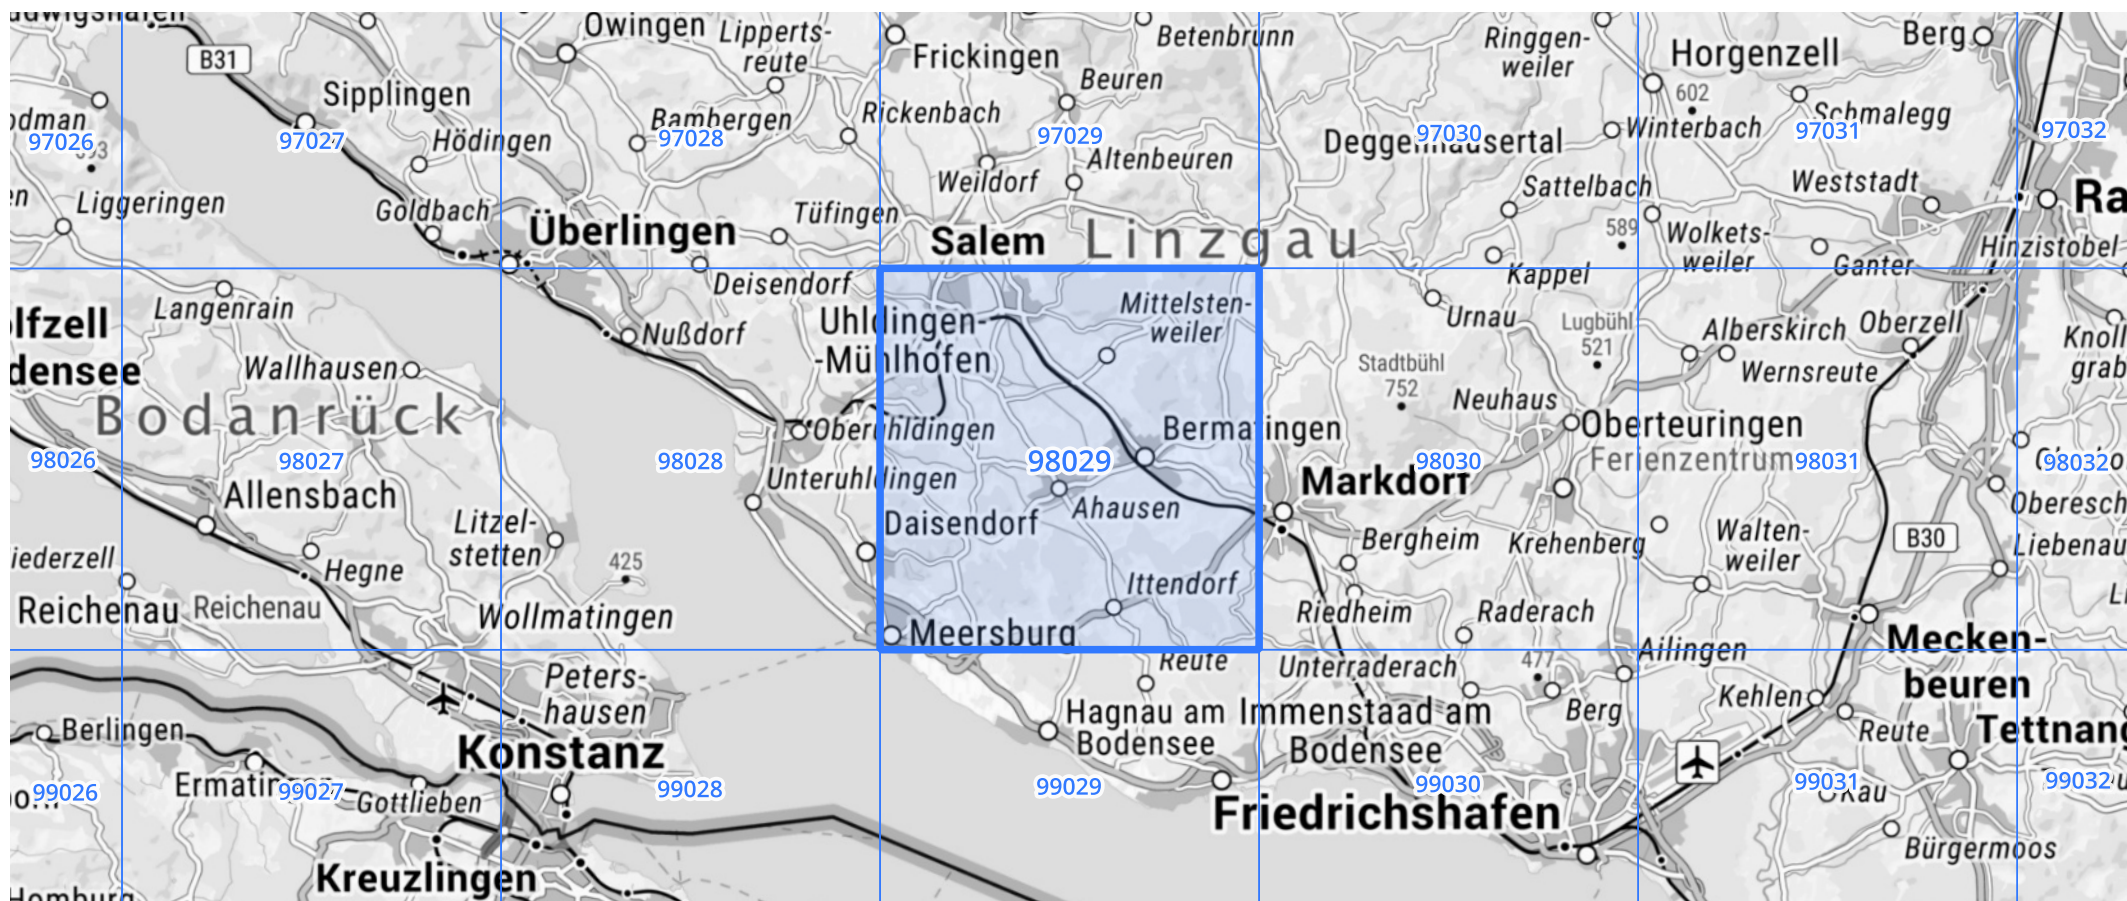 Owingen
Lipperts-
reute
Betenbrunn
Ringgen-
weiler
Berg
B31
Frickingen
Horgenzell
Sipplingen
Beuren
602
Schmalegg
Rickenbach
Bambergen
97026
97027
Hödingen
97028
97029
Deggenhausertal
97030
Winterbach
97031
97032
Altenbeuren
Weildorf
Sattelbach
Weststadt
Liggeringen
Goldbach
Tüfingen
Überlingen
Salem
Linzgau
589
Wolkets-
weiler
Hinzistobel
Ganter
Kappel
Deisendorf
Langenrain
Mittelsten-
weiler
Uhldingen-
-Mühlhofen
Urnau
Lugbühl
521
Alberskirch
Oberzell
Nußdorf
Wallhausen
Stadtbühl
752
Wernsreute
Bodanrück
Neuhaus
Oberteuringen
Oberuhldingen
Bermatingen
98026
98027
98028
98029
98030
Ferienzentrum
98031
98032
Unteruhldingen
Markdorf
Allensbach
Ahausen
Daisendorf
Litzel-
stetten
Bergheim
Krehenberg
Walten-
weiler
B30
Liebenau
Hegne
425
Ittendorf
Reichenau
Reichenau
Wollmatingen
Riedheim
Raderach
Meersburg
Mecken-
beuren
Ailingen
Reute
Unterraderach
477
Peters-
hausen
Kehlen
Berg
Hagnau am
Bodensee
Immenstaad am
Bodensee
Berlingen
Reute
Konstanz
Ermatingen
99026
99027
Gottlieben
99028
99029
99030
99031
Kau
99032
Friedrichshafen
Bürgermoos
Kreuzlingen